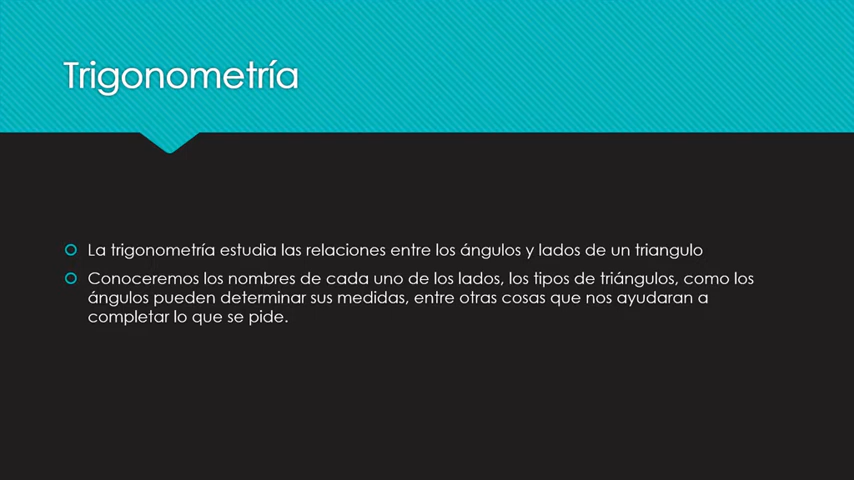 Trigonometría
La trigonometría estudia las relaciones entre los ángulos y lados de un triangulo
Conoceremos los nombres de cada uno de los lados, los tipos de triángulos, como los
ángulos pueden determinar sus medidas, entre otras cosas que nos ayudaran a
completar lo que se pide.